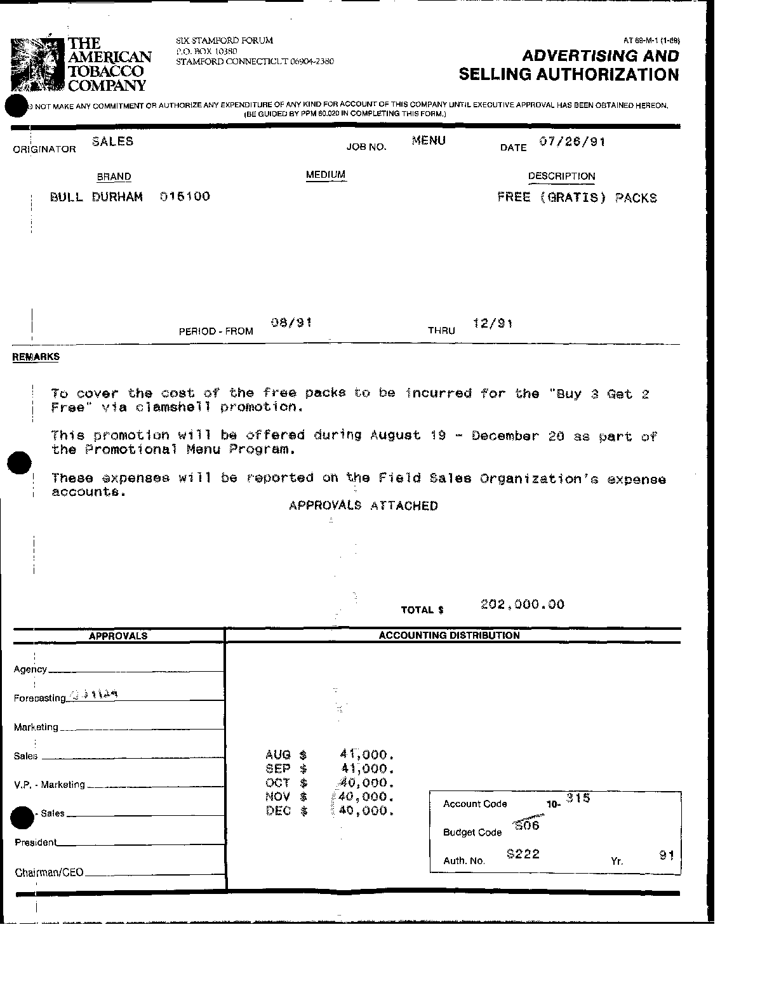 THE
AMERICAN
TOBACCO
COMPANY
SIX STAMFORD FORUM
P.O. BOX 10380
STAMFORD CONNECTICUT 06904-2380
AT 69-M-1 (1-89)
ADVERTISING AND
SELLING AUTHORIZATION
NOT MAKE ANY COMMITMENT OR AUTHORIZE ANY EXPENDITURE OF ANY KIND FOR ACCOUNT OF THIS COMPANY UNTIL EXECUTIVE APPROVAL HAS BEEN OBTAINED HEREON.
(BE GUIDED BY PPM 80.020 IN COMPLETING THIS FORM.)
ORIGINATOR SALES JOB NO. MENU DATE 07/26/91
BRAND MEDIUM DESCRIPTION
BULL DURHAM 015100 FREE (GRATIS) PACKS
PERIOD - FROM 08/91 THRU 12/91
REMARKS
To cover the cost of the free packs to be incurred for the "Buy 3 Get 2
Free" via clamshell promotion.
This promotion will be offered during August 19 - December 20 as part of
the Promotional Menu Program.
These expenses will be reported on the Field Sales Organization's expense
accounts.
APPROVALS ATTACHED
TOTAL $ 202,000.00
APPROVALS ACCOUNTING DISTRIBUTION
Agency
Forecasting
Marketing
Sales
V.P. - Marketing
- Sales
President
Chairman/CEO
AUG $ 41,000.
SEP $ 41,000.
OCT $ 40,000.
NOV $ 40,000.
DEC $ 40,000.
Account Code 10- 315
Budget Code S06
Auth. No. S222 Yr. 91